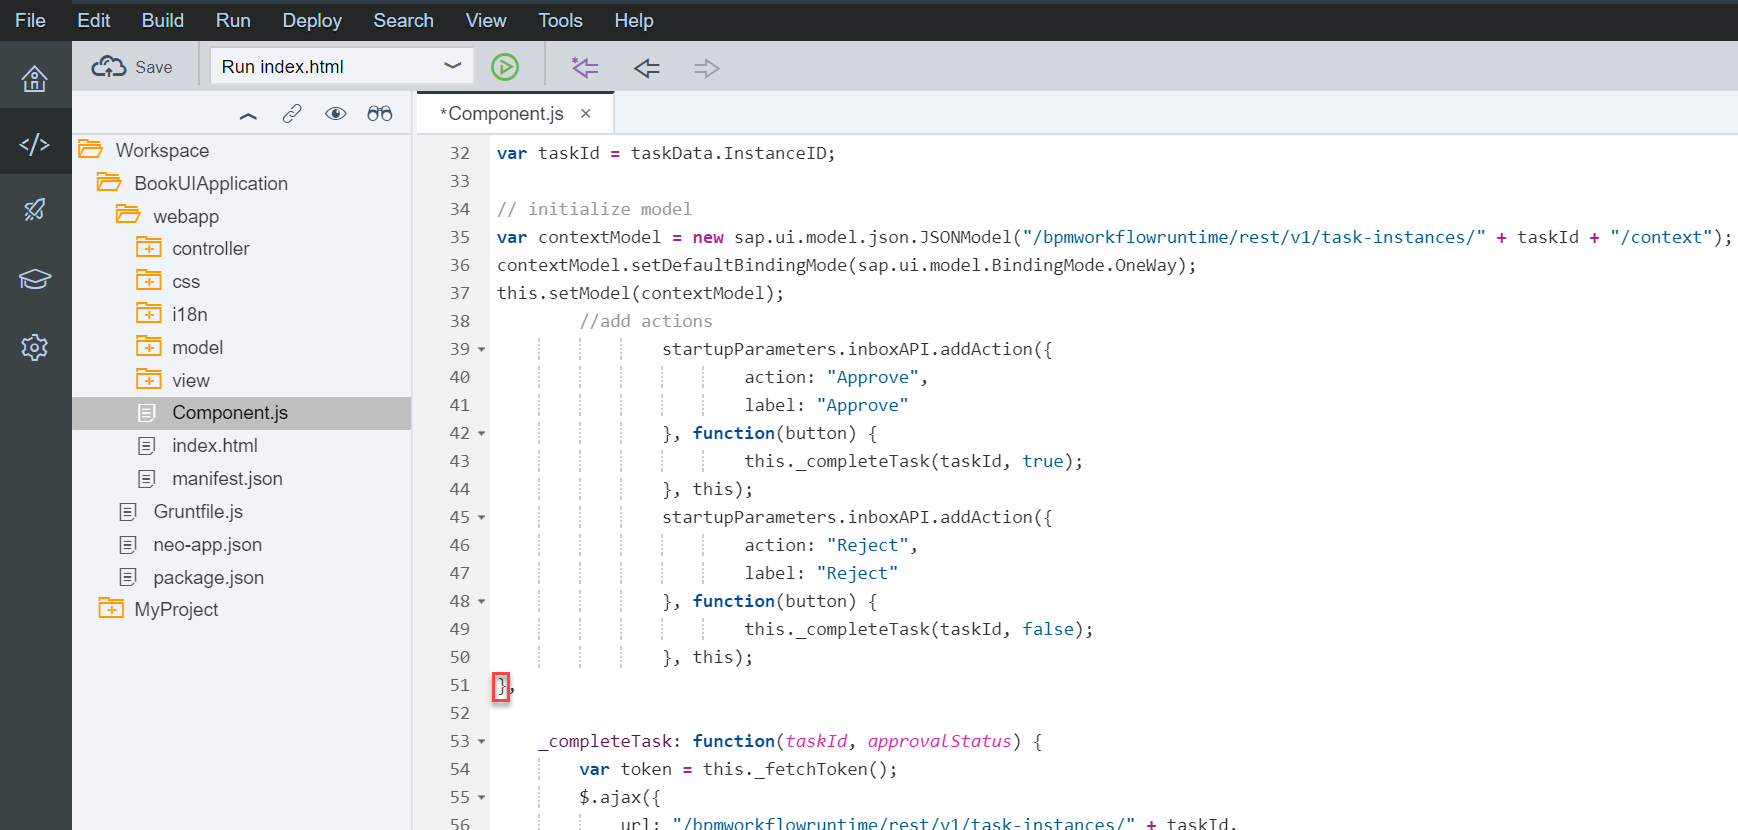 File Edit Build Run Deploy Search View Tools Help
Save Run index.html
*Component.js ×
Workspace
BookUIApplication
webapp
controller
css
i18n
model
view
Component.js
index.html
manifest.json
Gruntfile.js
neo-app.json
package.json
MyProject
32 var taskId = taskData.InstanceID;
33
34 // initialize model
35 var contextModel = new sap.ui.model.json.JSONModel("/bpmworkflowruntime/rest/v1/task-instances/" + taskId + "/context");
36 contextModel.setDefaultBindingMode(sap.ui.model.BindingMode.OneWay);
37 this.setModel(contextModel);
38 //add actions
39 startupParameters.inboxAPI.addAction({
40 action: "Approve",
41 label: "Approve"
42 }, function(button) {
43 this._completeTask(taskId, true);
44 }, this);
45 startupParameters.inboxAPI.addAction({
46 action: "Reject",
47 label: "Reject"
48 }, function(button) {
49 this._completeTask(taskId, false);
50 }, this);
51 },
52
53 _completeTask: function(taskId, approvalStatus) {
54 var token = this._fetchToken();
55 $.ajax({
56 url: "/bpmworkflowruntime/rest/v1/task-instances/" + taskId,